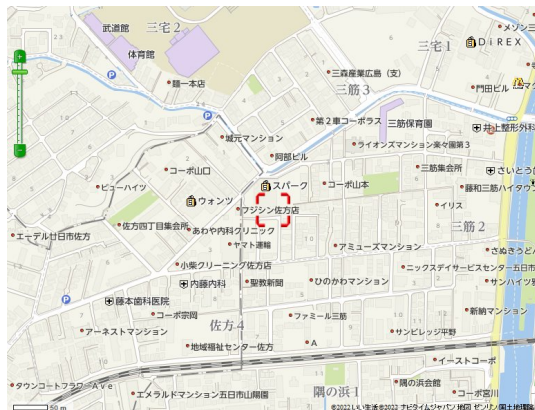 メゾン三
武道館
三宅2
三宅1
DiREX
体育館
三森産業広島（支）
麺一本店
三筋3
門田ビル
マク
第2車コーポラス
三筋保育園
井上整形外科
城元マンション
ライオンズマンション楽々園第3
阿部ビル
コーポ山口
三筋集会所
さいとう歯
ビューハイツ
スパーク
コーポ山本
藤和三筋ハイタウン
ウォンツ
フジシン佐方店
イリス
佐方四丁目集会所
あわや内科クリニック
三筋2
エーデル廿日市佐方
ヤマト運輸
アミューズマンション
さぬきうどん
小柴クリーニング佐方店
ニックスデイサービスセンター五日市
内藤内科
聖教新聞
ひのかわマンション
サンハイツ
藤本歯科医院
コーポ宗岡
ファミール三筋
新納マンション
佐方4
アーネストマンション
サンビレッジ平野
地域福祉センター佐方
A
イーストコーポ
タウンコートフラワーAve
隅の浜1
隅の浜会館
エメラルドマンション五日市山陽園
コーポ宮川
50 m
©2022 いい生活 ©2022 ナビタイムジャパン 地図 ゼンリン 国土地理院